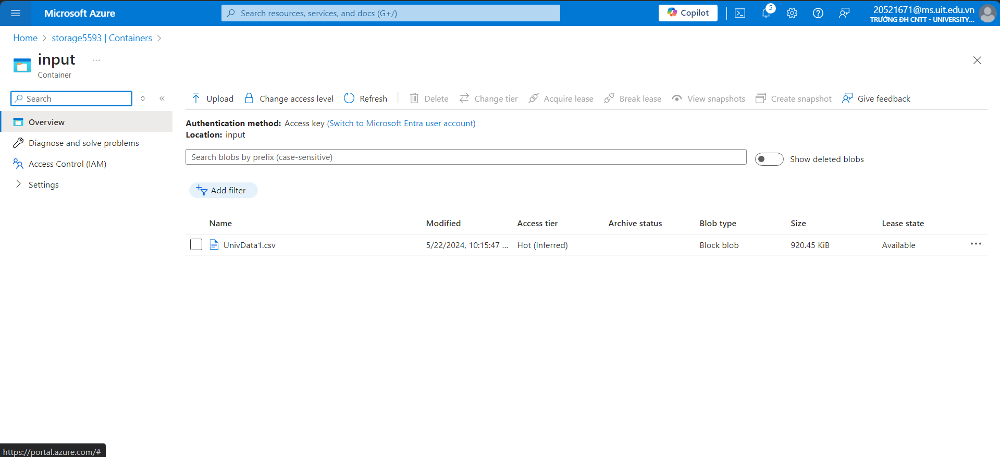 Microsoft Azure
Search resources, services, and docs (G+/)
Copilot
5
20521671@ms.uit.edu.vn
TRƯỜNG ĐH CNTT - UNIVERSITY...
Home > storage5593 | Containers >
input ...
Container
Search
Upload Change access level Refresh Delete Change tier Acquire lease Break lease View snapshots Create snapshot Give feedback
Overview
Diagnose and solve problems
Access Control (IAM)
Settings
Authentication method: Access key (Switch to Microsoft Entra user account)
Location: input
Search blobs by prefix (case-sensitive)
Show deleted blobs
Add filter
Name Modified Access tier Archive status Blob type Size Lease state
UnivData1.csv 5/22/2024, 10:15:47 ... Hot (Inferred) Block blob 920.45 KiB Available ...
https://portal.azure.com/#